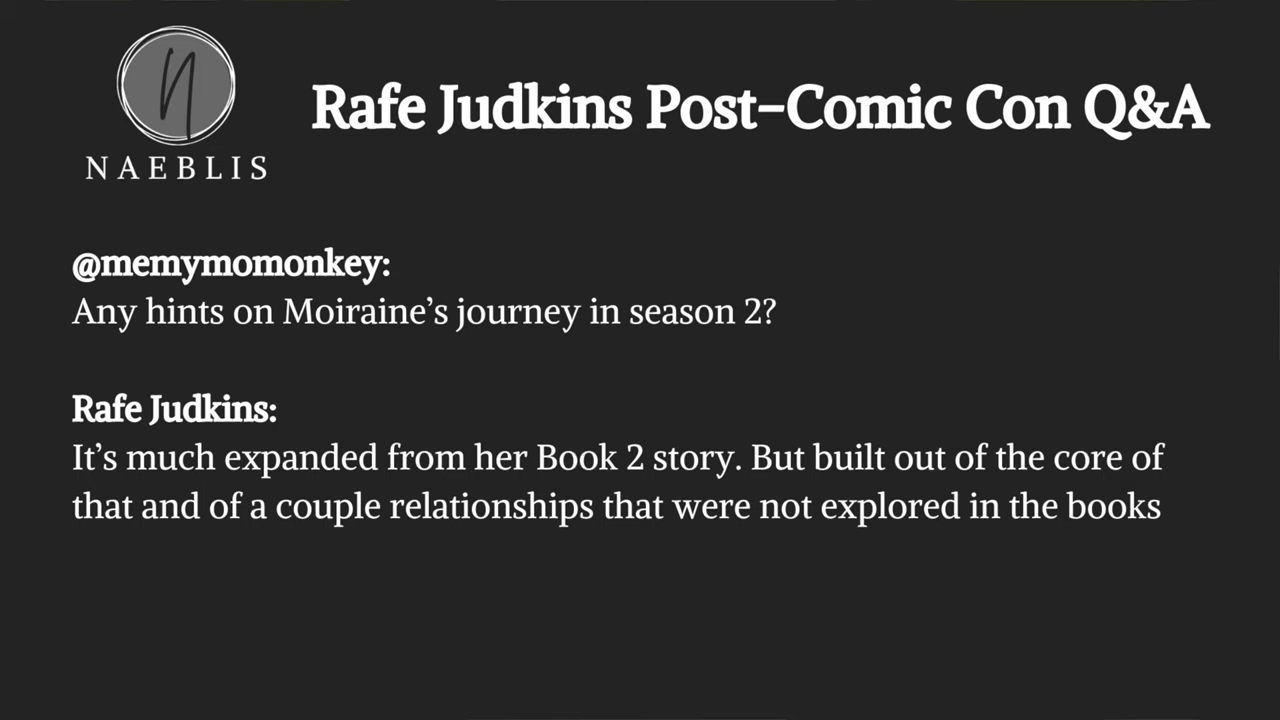 n
NAEBLIS
Rafe Judkins Post-Comic Con Q&A
@memymomonkey:
Any hints on Moiraine’s journey in season 2?
Rafe Judkins:
It’s much expanded from her Book 2 story. But built out of the core of
that and of a couple relationships that were not explored in the books